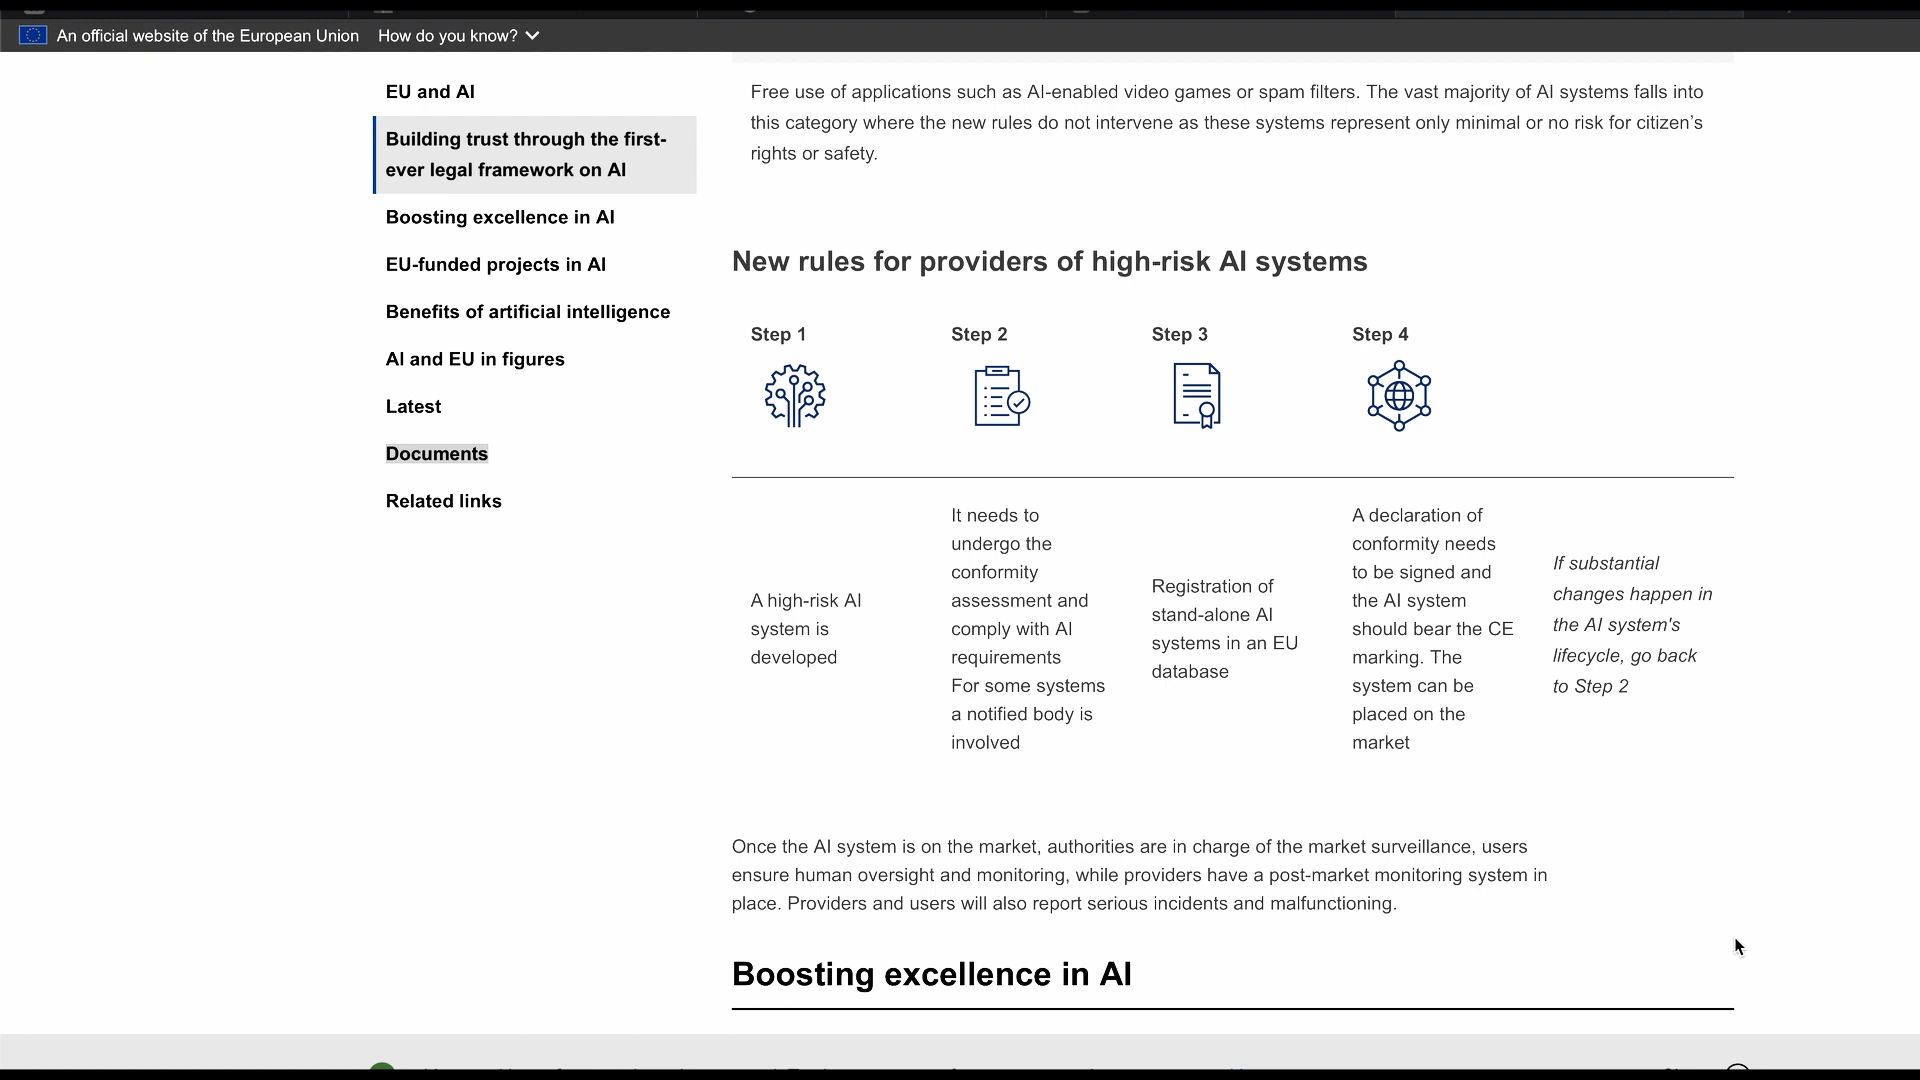 An official website of the European Union How do you know?
EU and AI
Building trust through the first-
ever legal framework on AI
Boosting excellence in AI
EU-funded projects in AI
Benefits of artificial intelligence
AI and EU in figures
Latest
Documents
Related links
Free use of applications such as AI-enabled video games or spam filters. The vast majority of AI systems falls into
this category where the new rules do not intervene as these systems represent only minimal or no risk for citizen’s
rights or safety.
New rules for providers of high-risk AI systems
Step 1
Step 2
Step 3
Step 4
A high-risk AI
system is
developed
It needs to
undergo the
conformity
assessment and
comply with AI
requirements
For some systems
a notified body is
involved
Registration of
stand-alone AI
systems in an EU
database
A declaration of
conformity needs
to be signed and
the AI system
should bear the CE
marking. The
system can be
placed on the
market
If substantial
changes happen in
the AI system's
lifecycle, go back
to Step 2
Once the AI system is on the market, authorities are in charge of the market surveillance, users
ensure human oversight and monitoring, while providers have a post-market monitoring system in
place. Providers and users will also report serious incidents and malfunctioning.
Boosting excellence in AI